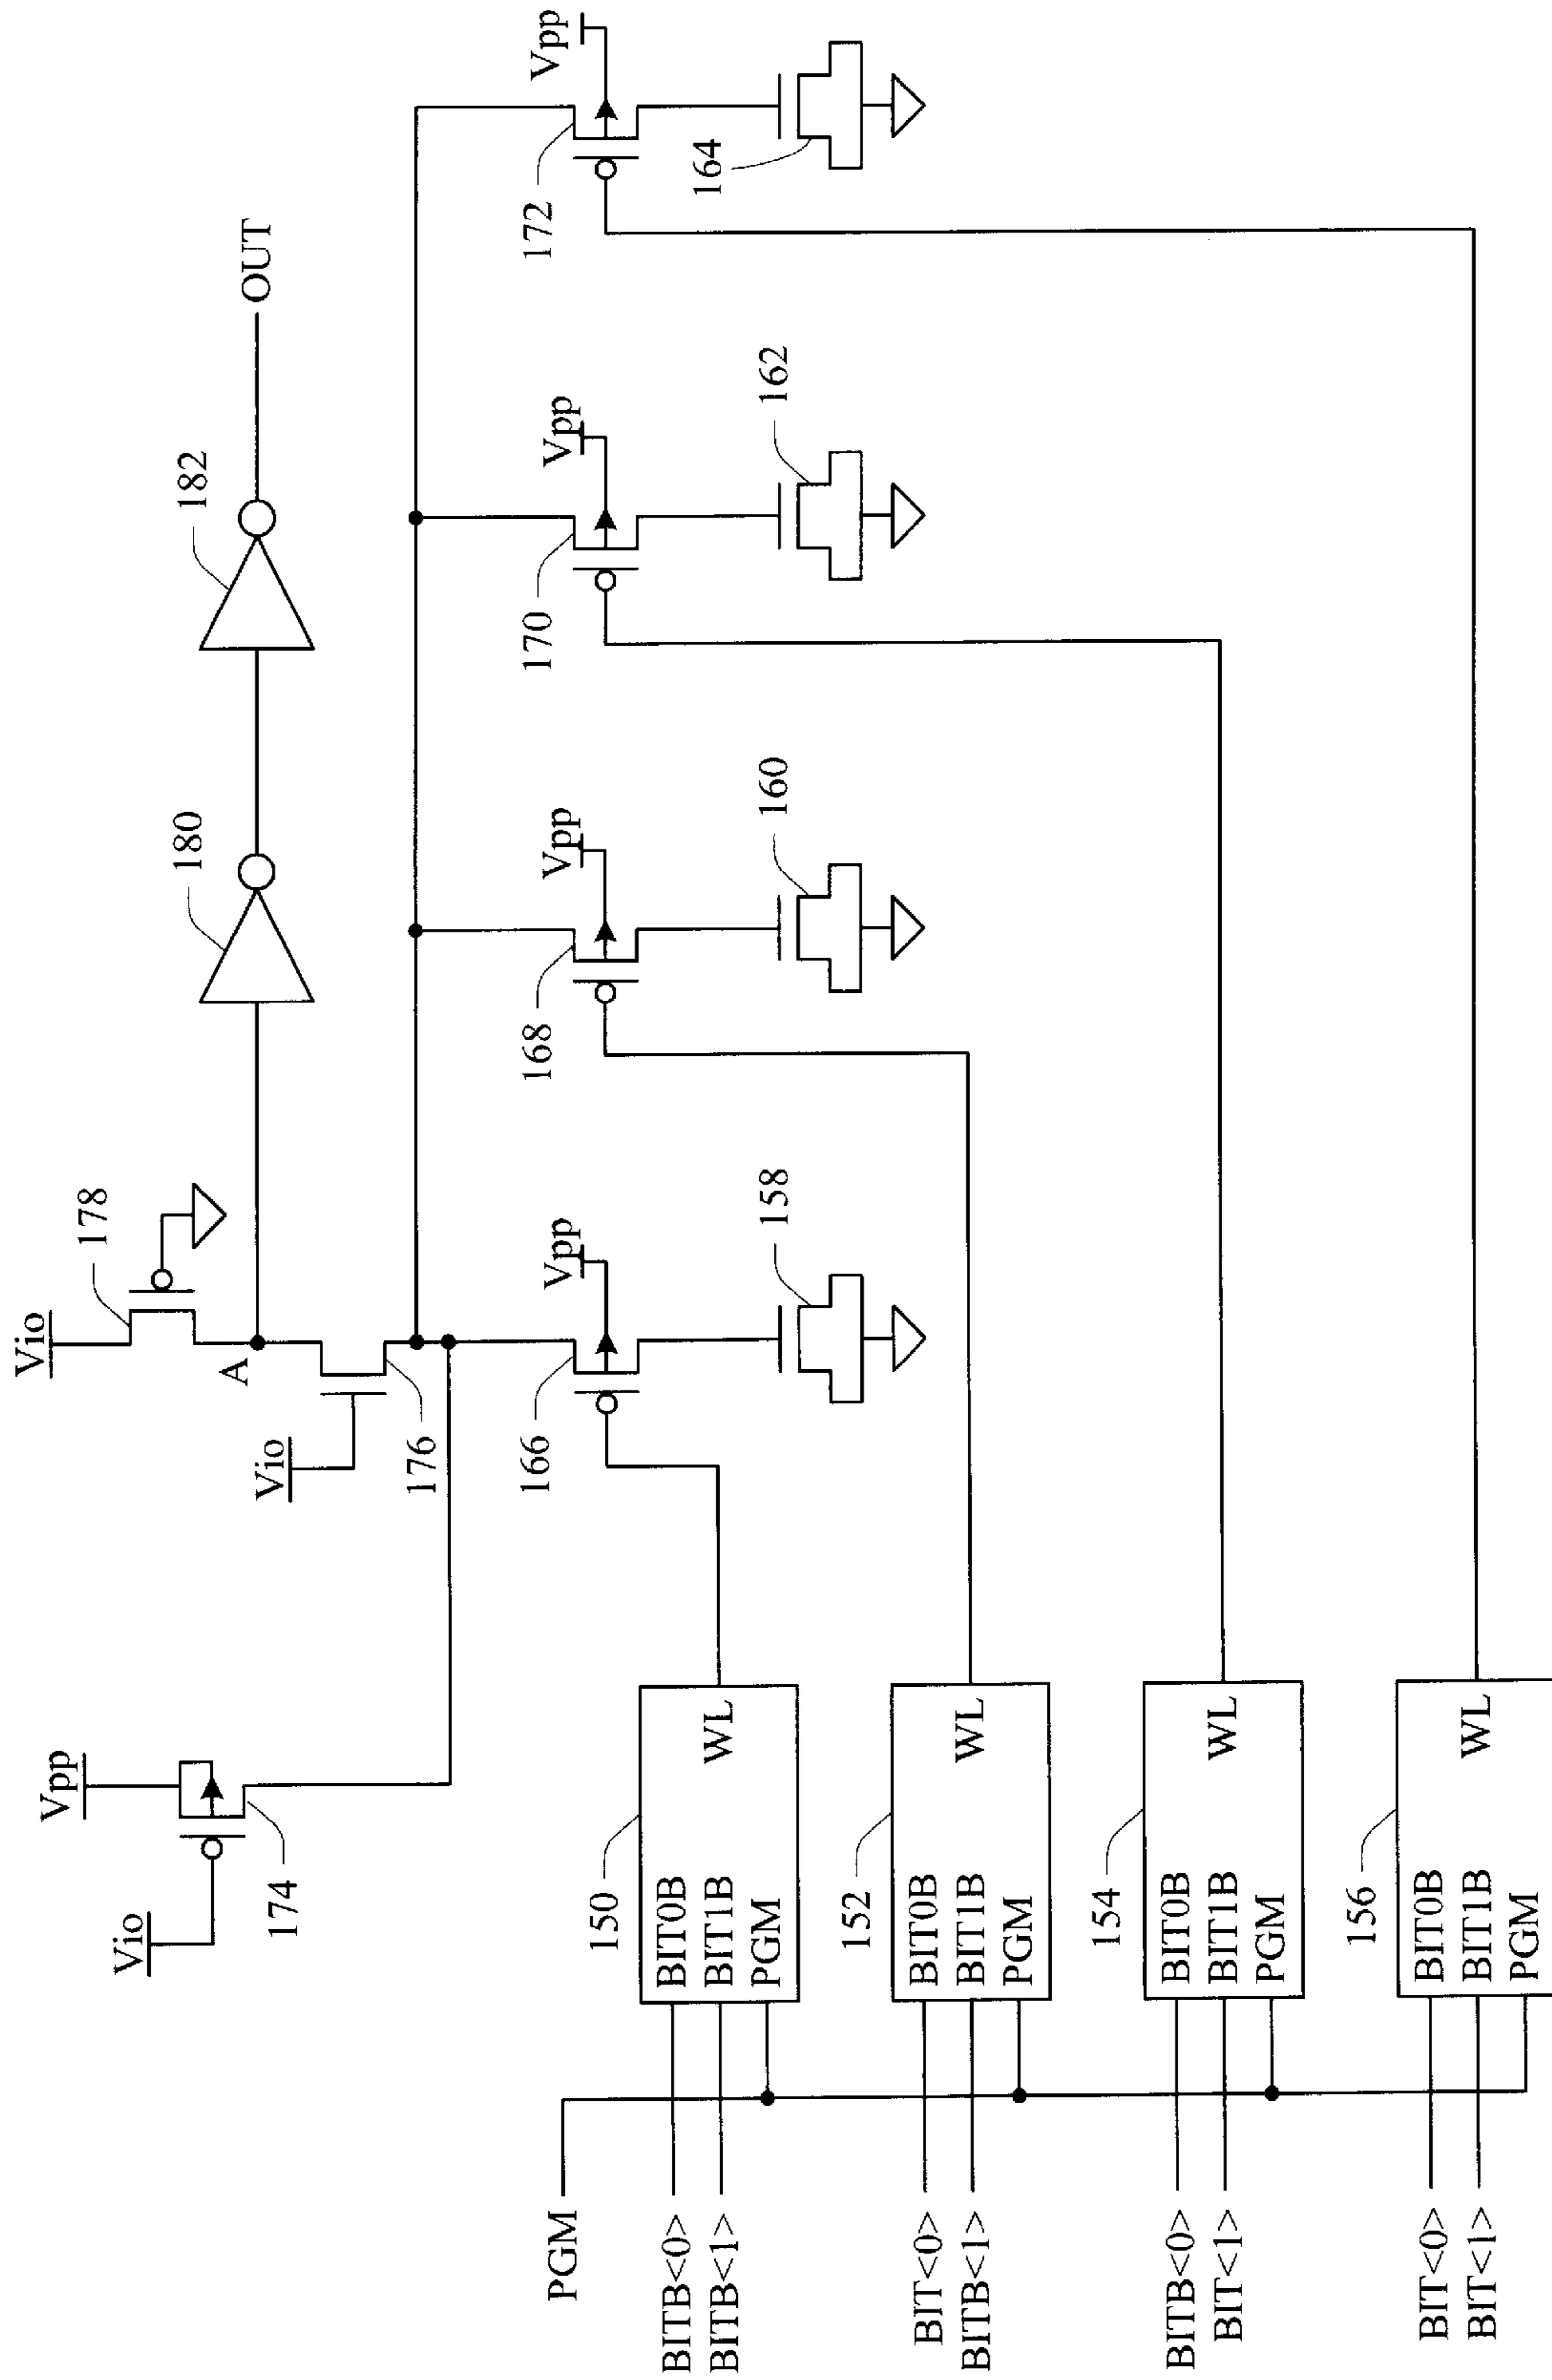 Vpp
Vio
174
Vio
178
Vio
A
176
180
182
OUT
166
Vpp
158
168
Vpp
160
170
Vpp
162
172
Vpp
164
PGM
BITB<0>
BITB<1>
150
BIT0B
BIT1B
PGM
WL
BIT<0>
BITB<1>
152
BIT0B
BIT1B
PGM
WL
BITB<0>
BIT<1>
154
BIT0B
BIT1B
PGM
WL
BIT<0>
BIT<1>
156
BIT0B
BIT1B
PGM
WL